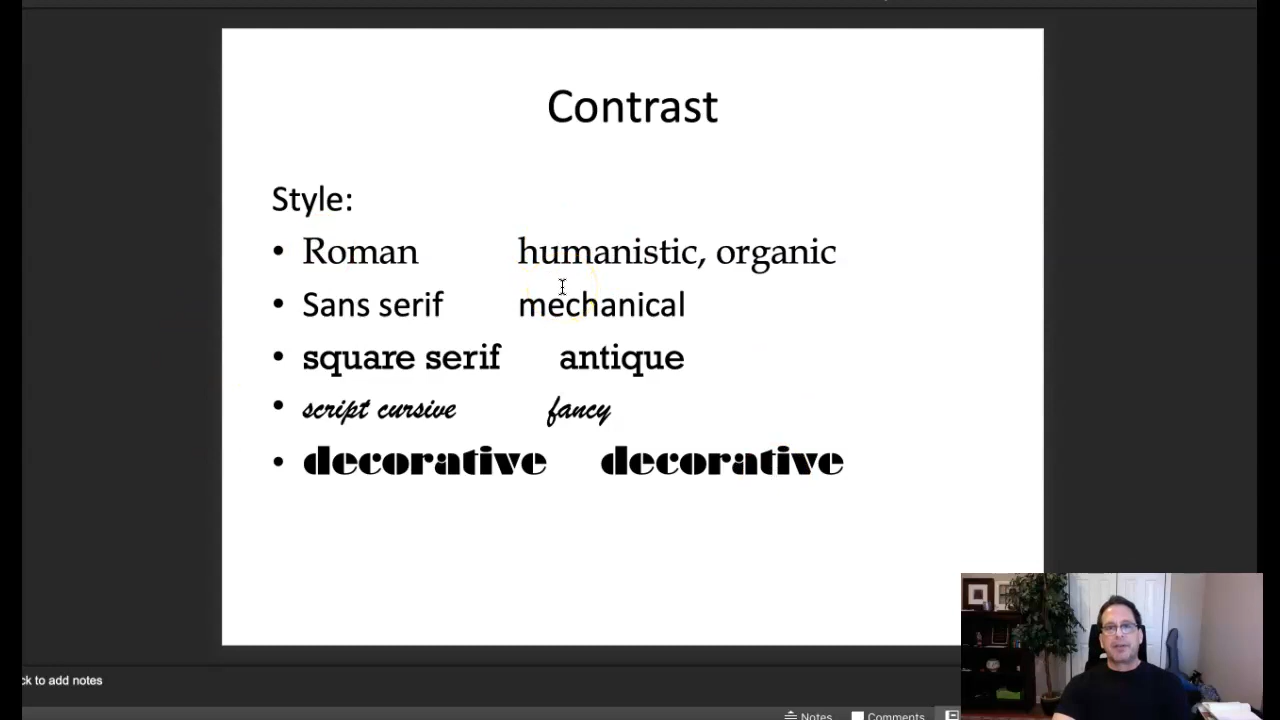 Contrast
Style:
• Roman humanistic, organic
• Sans serif mechanical
• square serif antique
• script cursive fancy
• decorative decorative
ck to add notes
Notes Comments